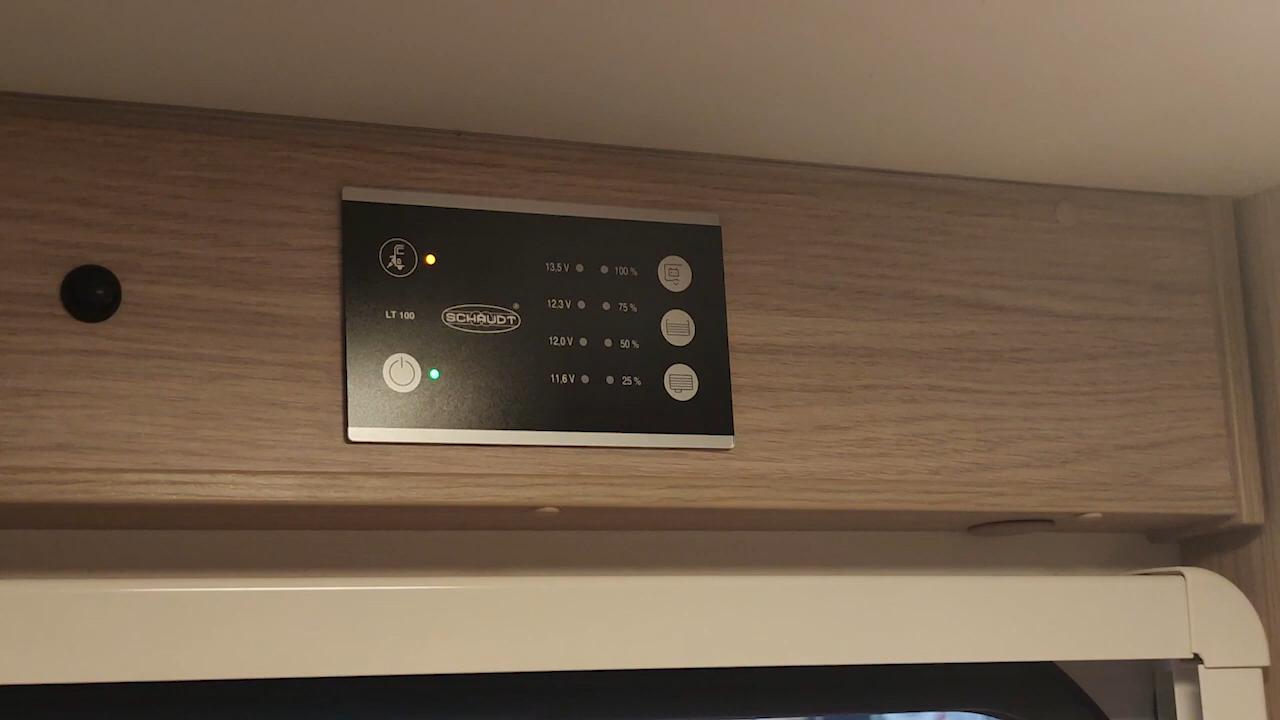 13,5 V 100 %
12,3 V 75 %
LT 100
SCHAUDT®
12,0 V 50 %
11,6 V 25 %